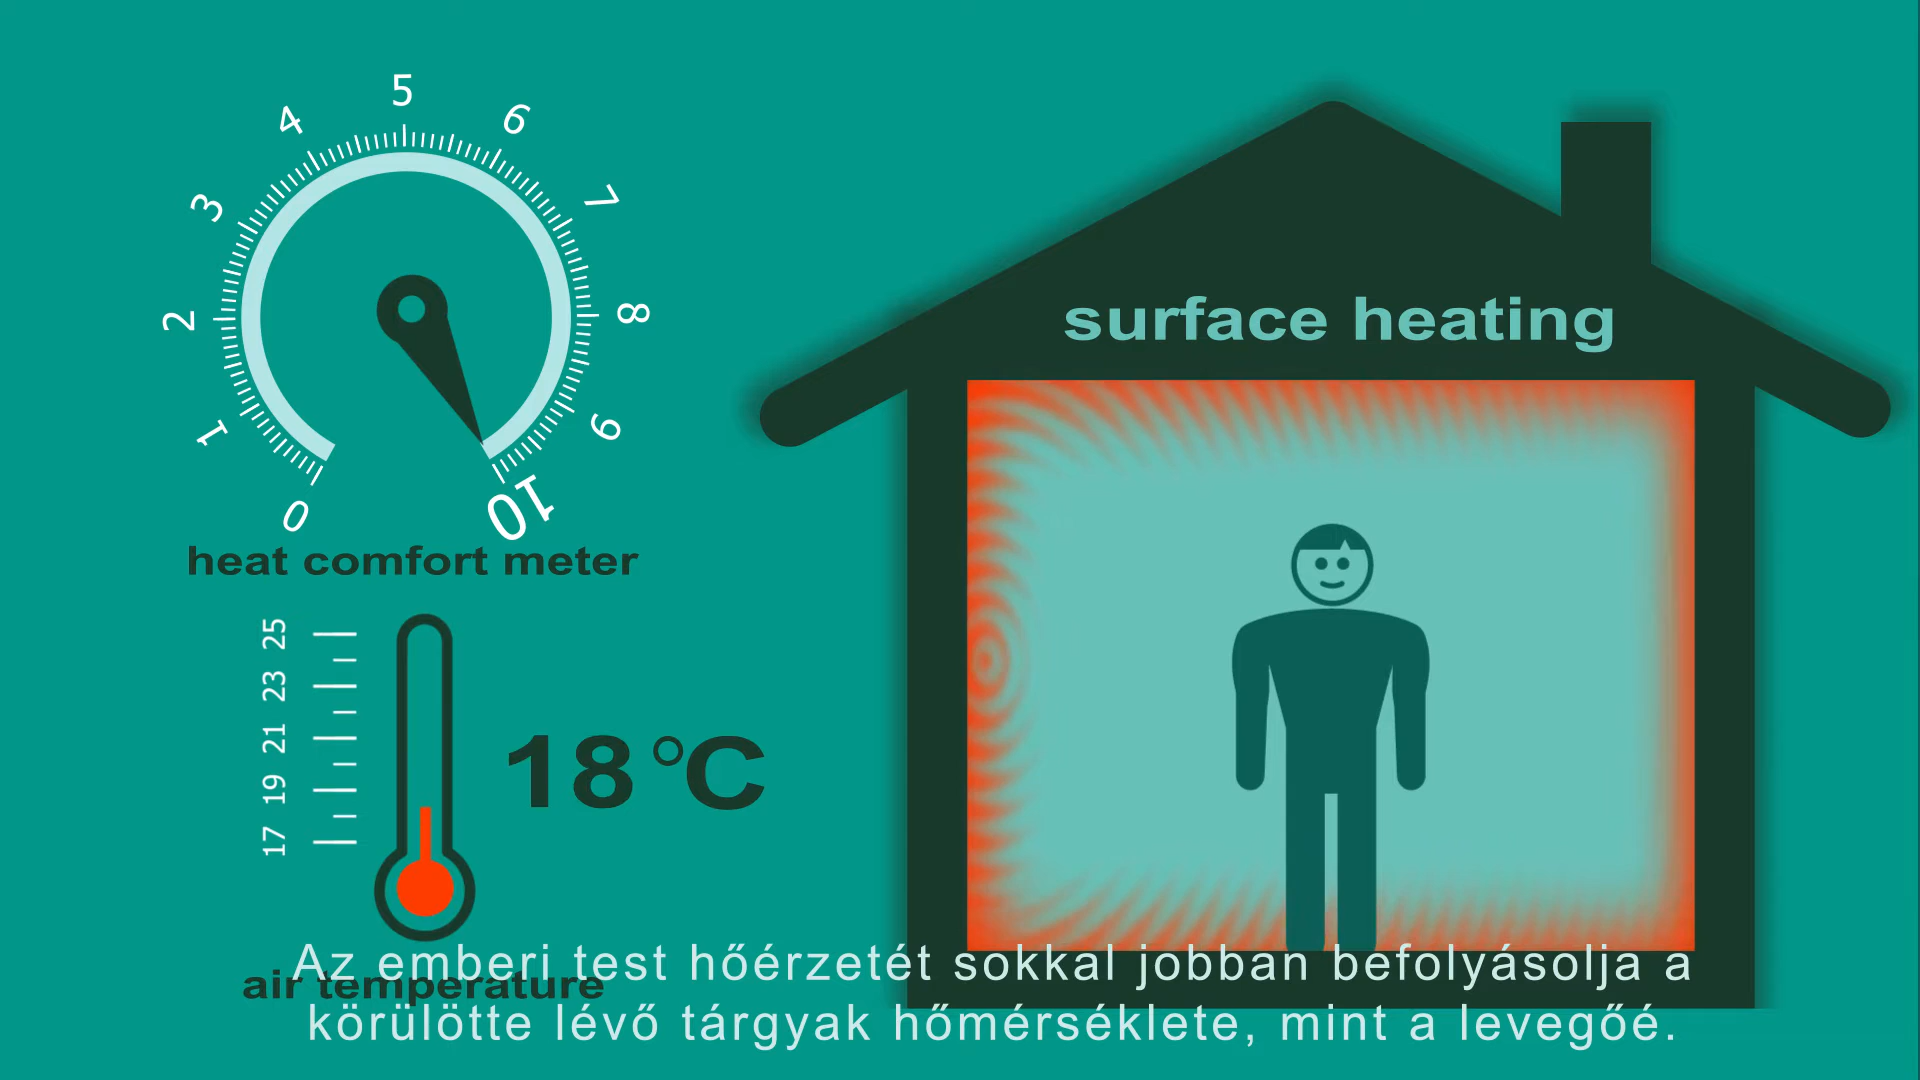 5
4
6
3
7
2
8
1
9
0
10
heat comfort meter
surface heating
25
23
21
19
17
18 °C
air temperature
Az emberi test hőérzetét sokkal jobban befolyásolja a
körülötte lévő tárgyak hőmérséklete, mint a levegőé.